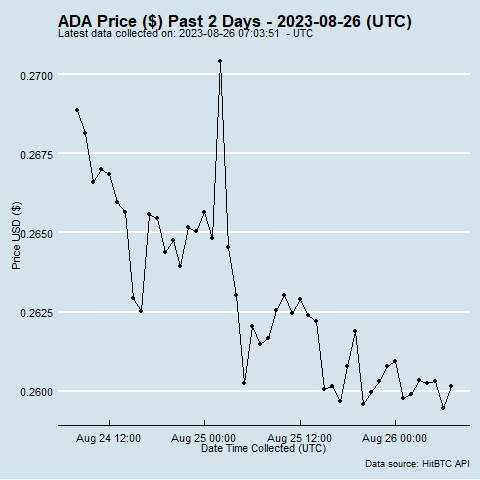 ADA Price ($) Past 2 Days - 2023-08-26 (UTC)
Latest data collected on: 2023-08-26 07:03:51 - UTC
Price USD ($)
0.2700
0.2675
0.2650
0.2625
0.2600
Aug 24 12:00
Aug 25 00:00
Aug 25 12:00
Aug 26 00:00
Date Time Collected (UTC)
Data source: HitBTC API